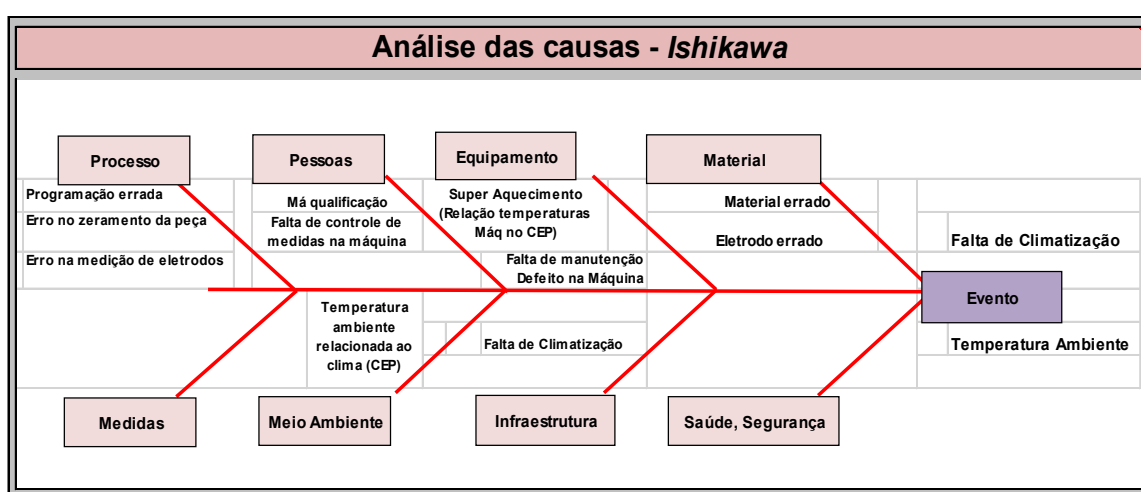 Análise das causas - Ishikawa
Processo
Pessoas
Equipamento
Material
Programação errada
Erro no zeramento da peça
Erro na medição de eletrodos
Má qualificação
Falta de controle de
medidas na máquina
Super Aquecimento
(Relação temperaturas
Máq no CEP)
Falta de manutenção
Defeito na Máquina
Material errado
Eletrodo errado
Falta de Climatização
Evento
Temperatura Ambiente
Temperatura
ambiente
relacionada ao
clima (CEP)
Falta de Climatização
Medidas
Meio Ambiente
Infraestrutura
Saúde, Segurança